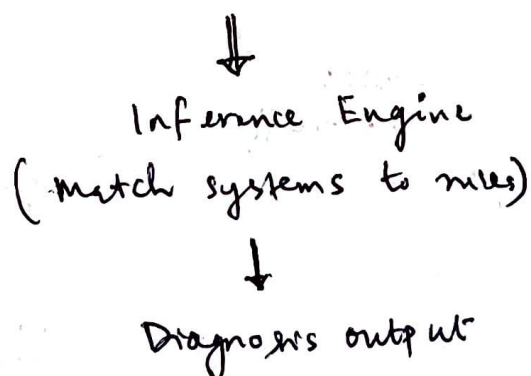 Inference Engine
(match systems to rules)
Diagnosis output